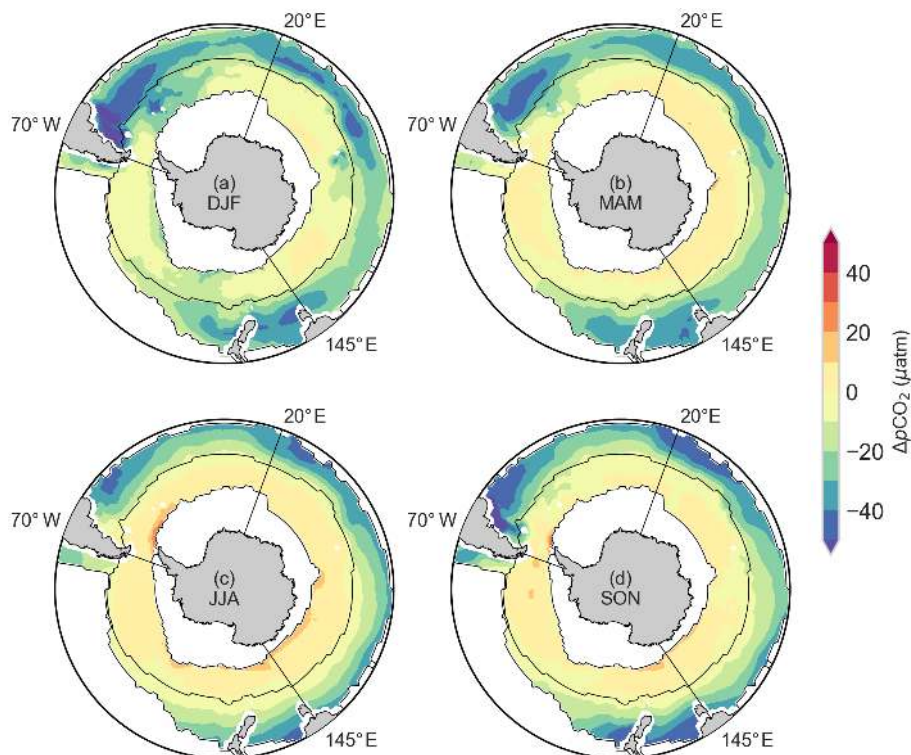 20° E
20° E
70° W
70° W
(a)
DJF
(b)
MAM
145° E
145° E
40
20
0
−20
−40
ΔpCO₂ (μatm)
20° E
20° E
70° W
70° W
(c)
JJA
(d)
SON
145° E
145° E